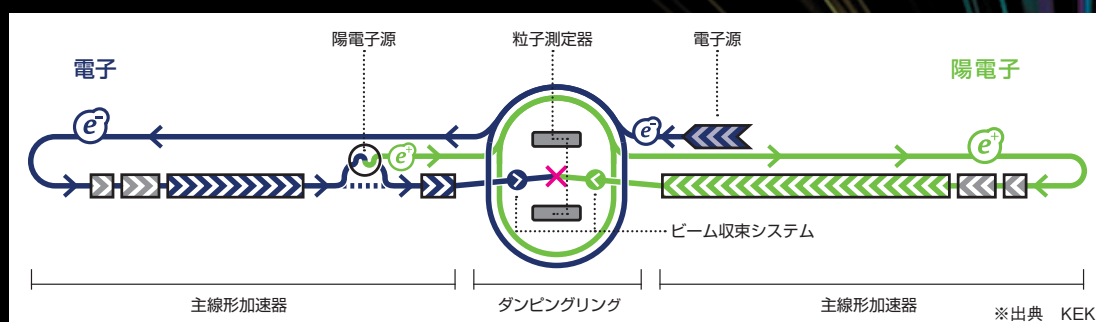 陽電子源
粒子測定器
電子源
電子
陽電子
e-
e-
e+
e+
ビーム収束システム
主線形加速器
ダンピングリング
主線形加速器
※出典 KEK